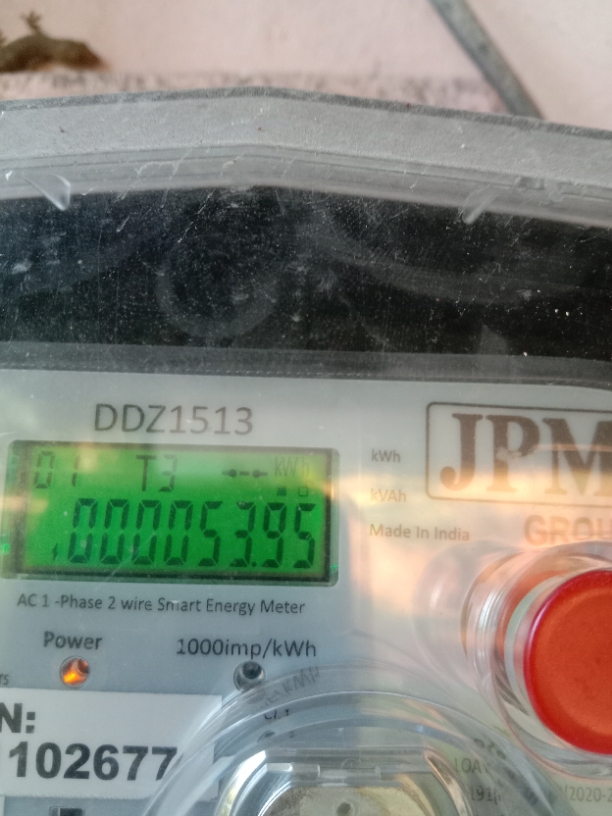 DDZ1513
JPM
GROU
01 T3 kWh
00005395
kWh
kVAh
Made In India
AC 1 -Phase 2 wire Smart Energy Meter
Power
1000imp/kWh
N:
102677